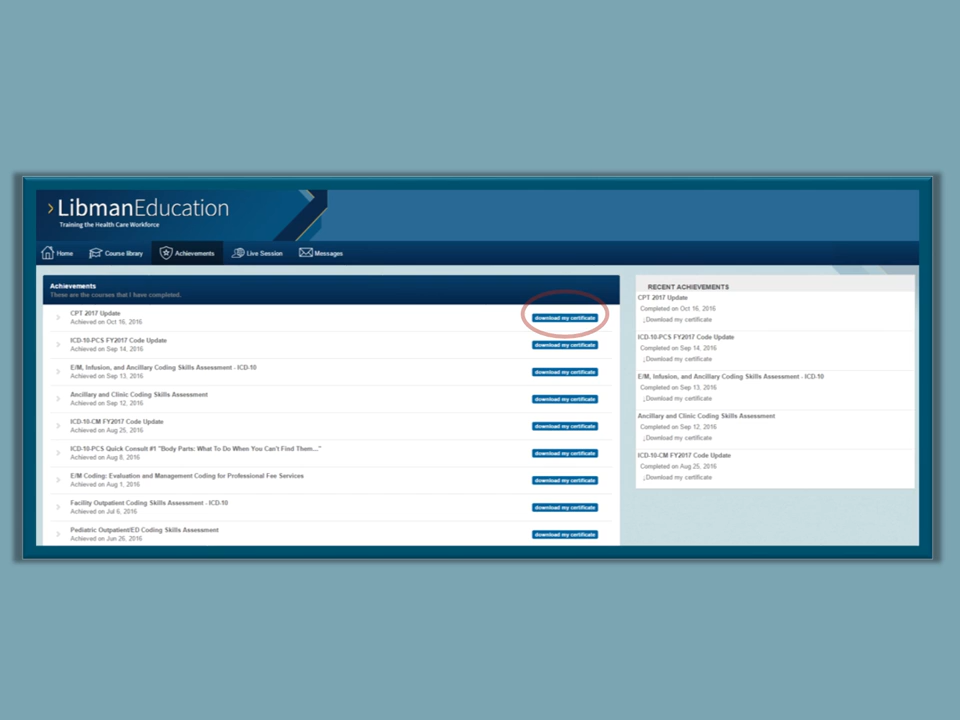 LibmanEducation
Training the Health Care Workforce
Home Course library Achievements Live Session Messages
Achievements
These are the courses that I have completed.
CPT 2017 Update
Achieved on Oct 16, 2016
download my certificate
ICD-10-PCS FY2017 Code Update
Achieved on Sep 14, 2016
download my certificate
E/M, Infusion, and Ancillary Coding Skills Assessment - ICD-10
Achieved on Sep 13, 2016
download my certificate
Ancillary and Clinic Coding Skills Assessment
Achieved on Sep 12, 2016
download my certificate
ICD-10-CM FY2017 Code Update
Achieved on Aug 25, 2016
download my certificate
ICD-10-PCS Quick Consult #1 "Body Parts: What To Do When You Can't Find Them..."
Achieved on Aug 8, 2016
download my certificate
E/M Coding: Evaluation and Management Coding for Professional Fee Services
Achieved on Aug 1, 2016
download my certificate
Facility Outpatient Coding Skills Assessment - ICD-10
Achieved on Jul 6, 2016
download my certificate
Pediatric Outpatient/ED Coding Skills Assessment
Achieved on Jun 26, 2016
download my certificate
RECENT ACHIEVEMENTS
CPT 2017 Update
Completed on Oct 16, 2016
Download my certificate
ICD-10-PCS FY2017 Code Update
Completed on Sep 14, 2016
Download my certificate
E/M, Infusion, and Ancillary Coding Skills Assessment - ICD-10
Completed on Sep 13, 2016
Download my certificate
Ancillary and Clinic Coding Skills Assessment
Completed on Sep 12, 2016
Download my certificate
ICD-10-CM FY2017 Code Update
Completed on Aug 25, 2016
Download my certificate